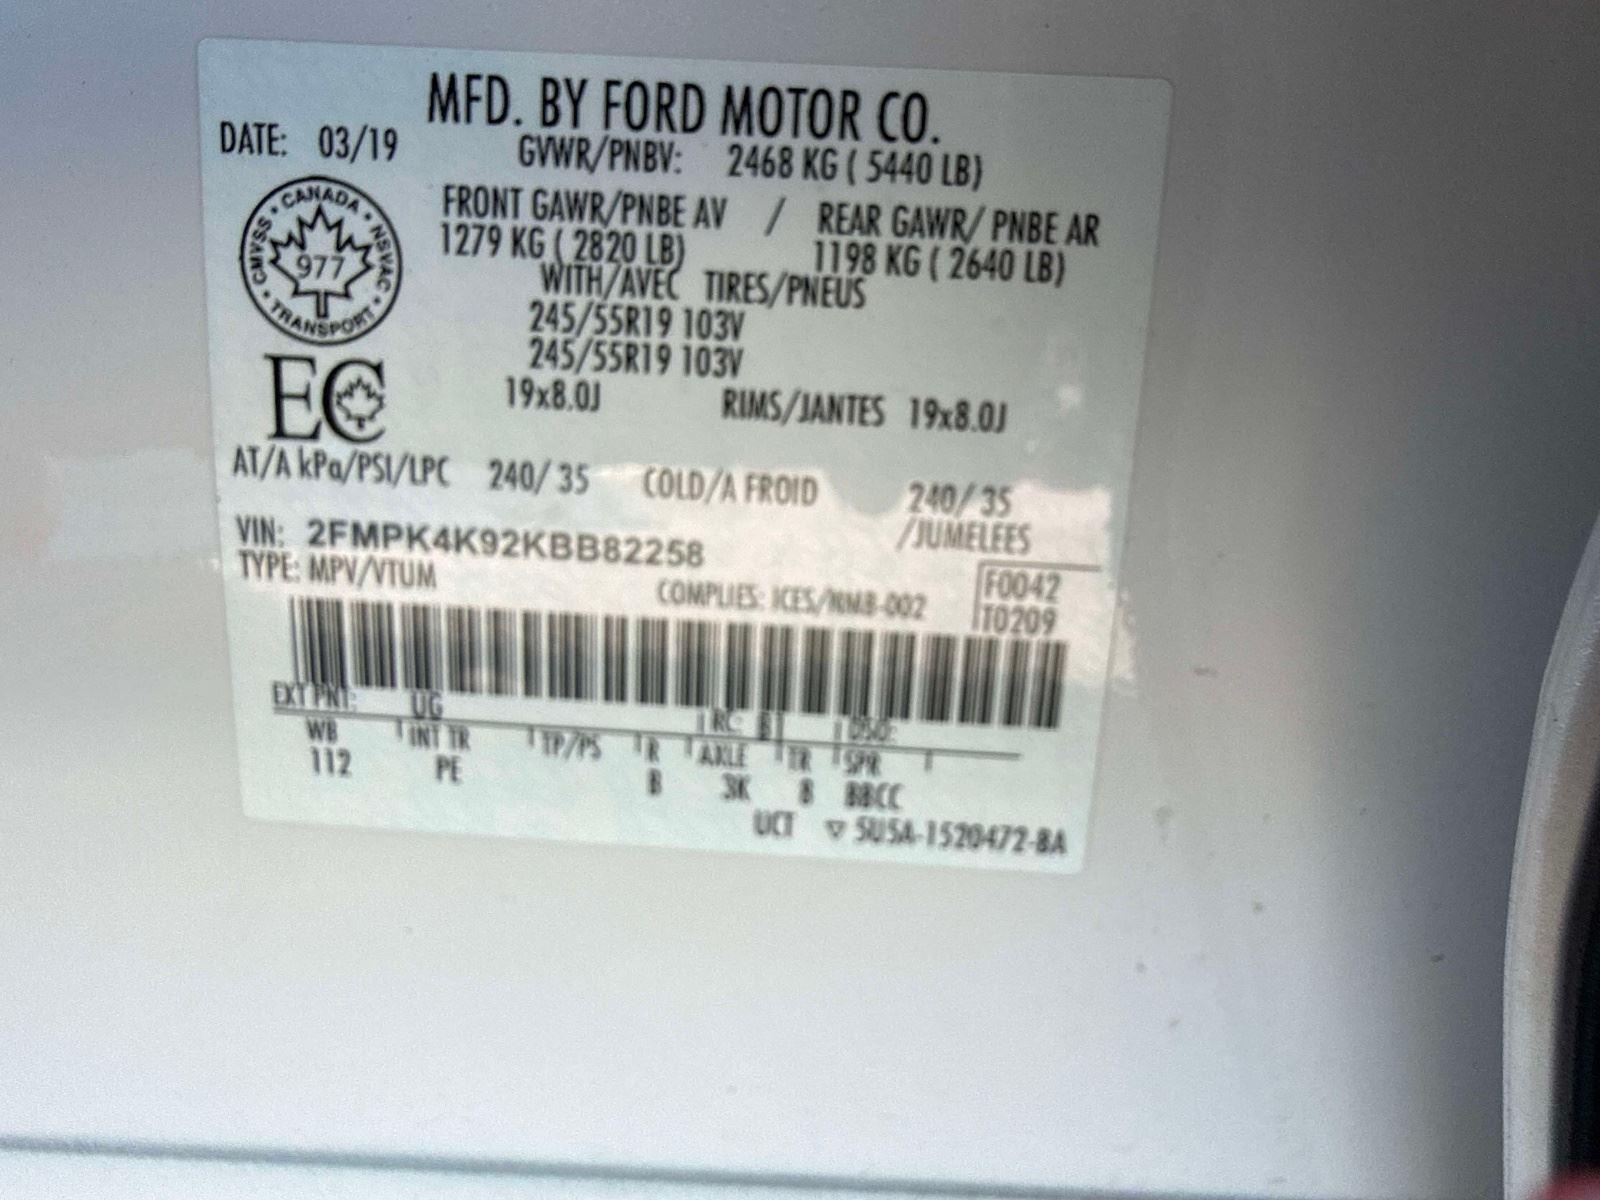 MFD. BY FORD MOTOR CO.
DATE: 03/19
GVWR/PNBV: 2468 KG ( 5440 LB)
FRONT GAWR/PNBE AV / REAR GAWR/ PNBE AR
1279 KG ( 2820 LB) 1198 KG ( 2640 LB)
WITH/AVEC TIRES/PNEUS
245/55R19 103V
245/55R19 103V
19x8.0J RIMS/JANTES 19x8.0J
CANADA
CMVSS • NSVAC
977
TRANSPORT
EC
AT/A kPa/PSI/LPC 240/ 35 COLD/A FROID 240/ 35
/JUMELEES
VIN: 2FMPK4K92KBB82258
TYPE: MPV/VTUM
COMPLIES: ICES/NMB-002
F0042
T0209
EXT PNT: UG RC: B1 DSO:
WB INT TR TP/PS R AXLE TR SPR
112 PE B 3K 8 BBCC
UCT ▽ 5U5A-1520472-BA